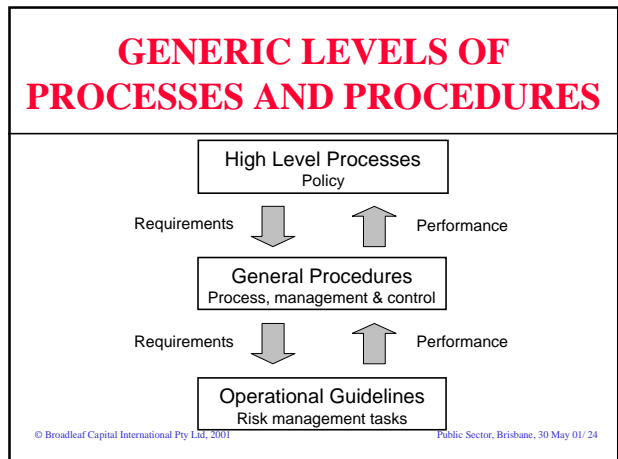 GENERIC LEVELS OF
PROCESSES AND PROCEDURES
High Level Processes
Policy
Requirements
Performance
General Procedures
Process, management & control
Requirements
Performance
Operational Guidelines
Risk management tasks
© Broadleaf Capital International Pty Ltd, 2001
Public Sector, Brisbane, 30 May 01/ 24